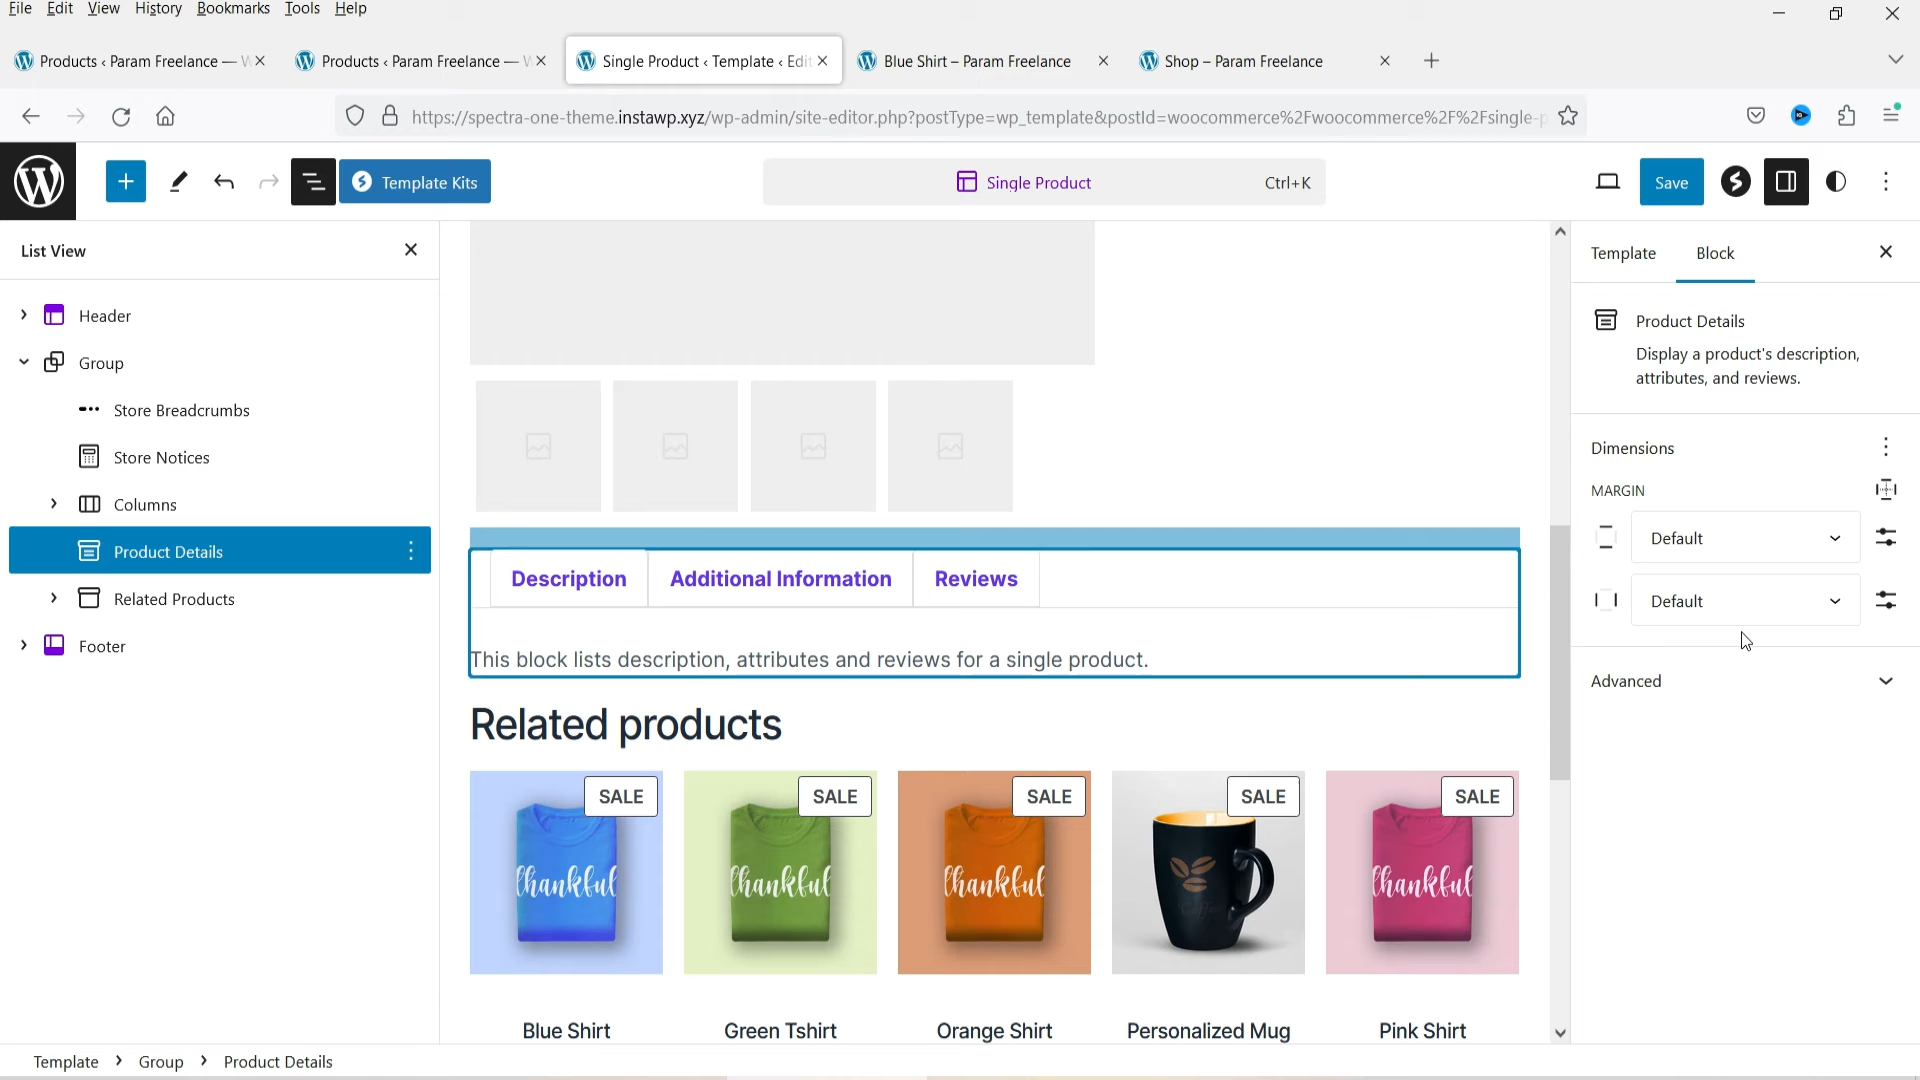 File Edit View History Bookmarks Tools Help
Products ‹ Param Freelance — W
Products ‹ Param Freelance — W
Single Product ‹ Template ‹ Edit
Blue Shirt – Param Freelance
Shop – Param Freelance
https://spectra-one-theme.instawp.xyz/wp-admin/site-editor.php?postType=wp_template&postId=woocommerce%2Fwoocommerce%2F%2Fsingle-p
Template Kits
Single Product
Ctrl+K
Save
List View
Header
Group
Store Breadcrumbs
Store Notices
Columns
Product Details
Related Products
Footer
Description
Additional Information
Reviews
This block lists description, attributes and reviews for a single product.
Related products
SALE
SALE
SALE
SALE
SALE
thankful
thankful
thankful
thankful
Blue Shirt
Green Tshirt
Orange Shirt
Personalized Mug
Pink Shirt
Template
Block
Product Details
Display a product's description,
attributes, and reviews.
Dimensions
MARGIN
Default
Default
Advanced
Template › Group › Product Details